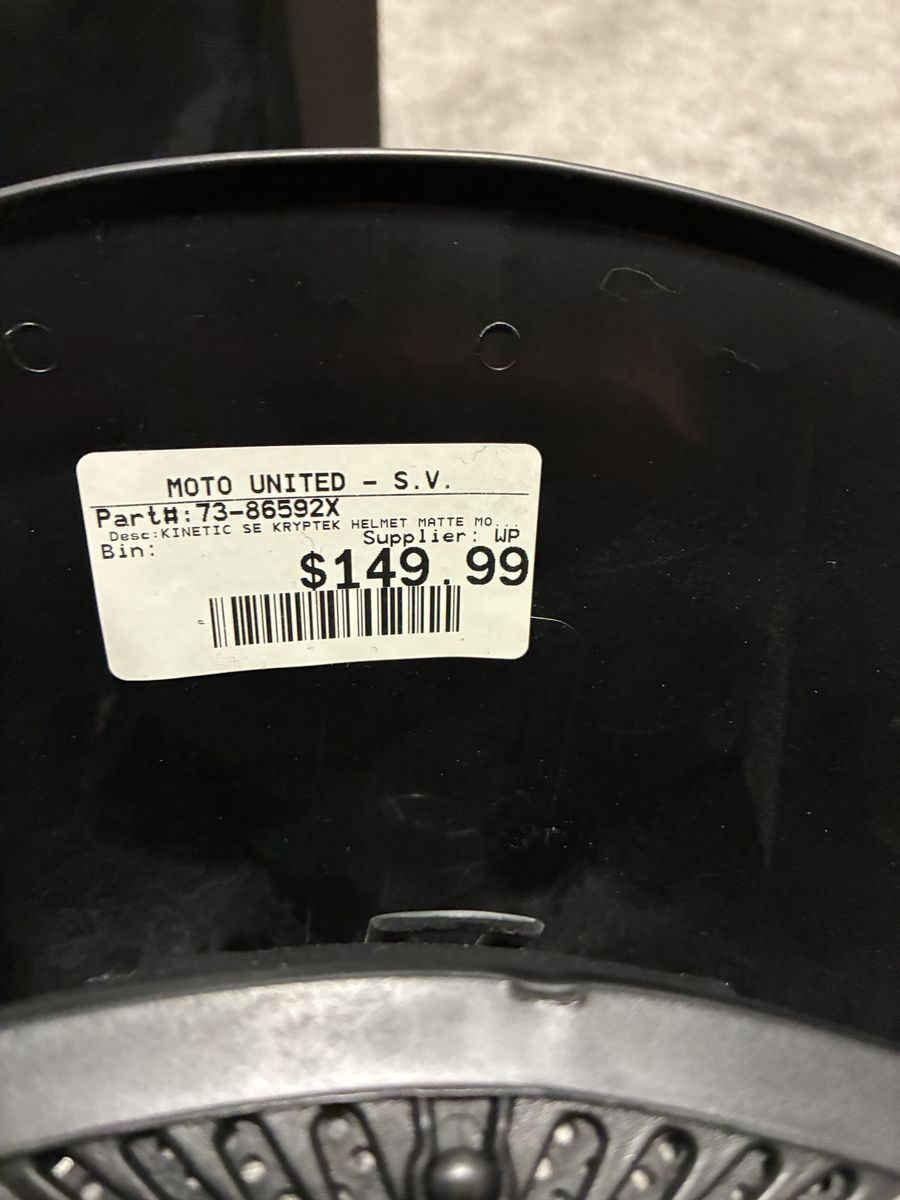 MOTO UNITED - S.V.
Part#:73-86592X
Desc:KINETIC SE KRYPTEK HELMET MATTE MO...
Supplier: WP
Bin:
$149.99